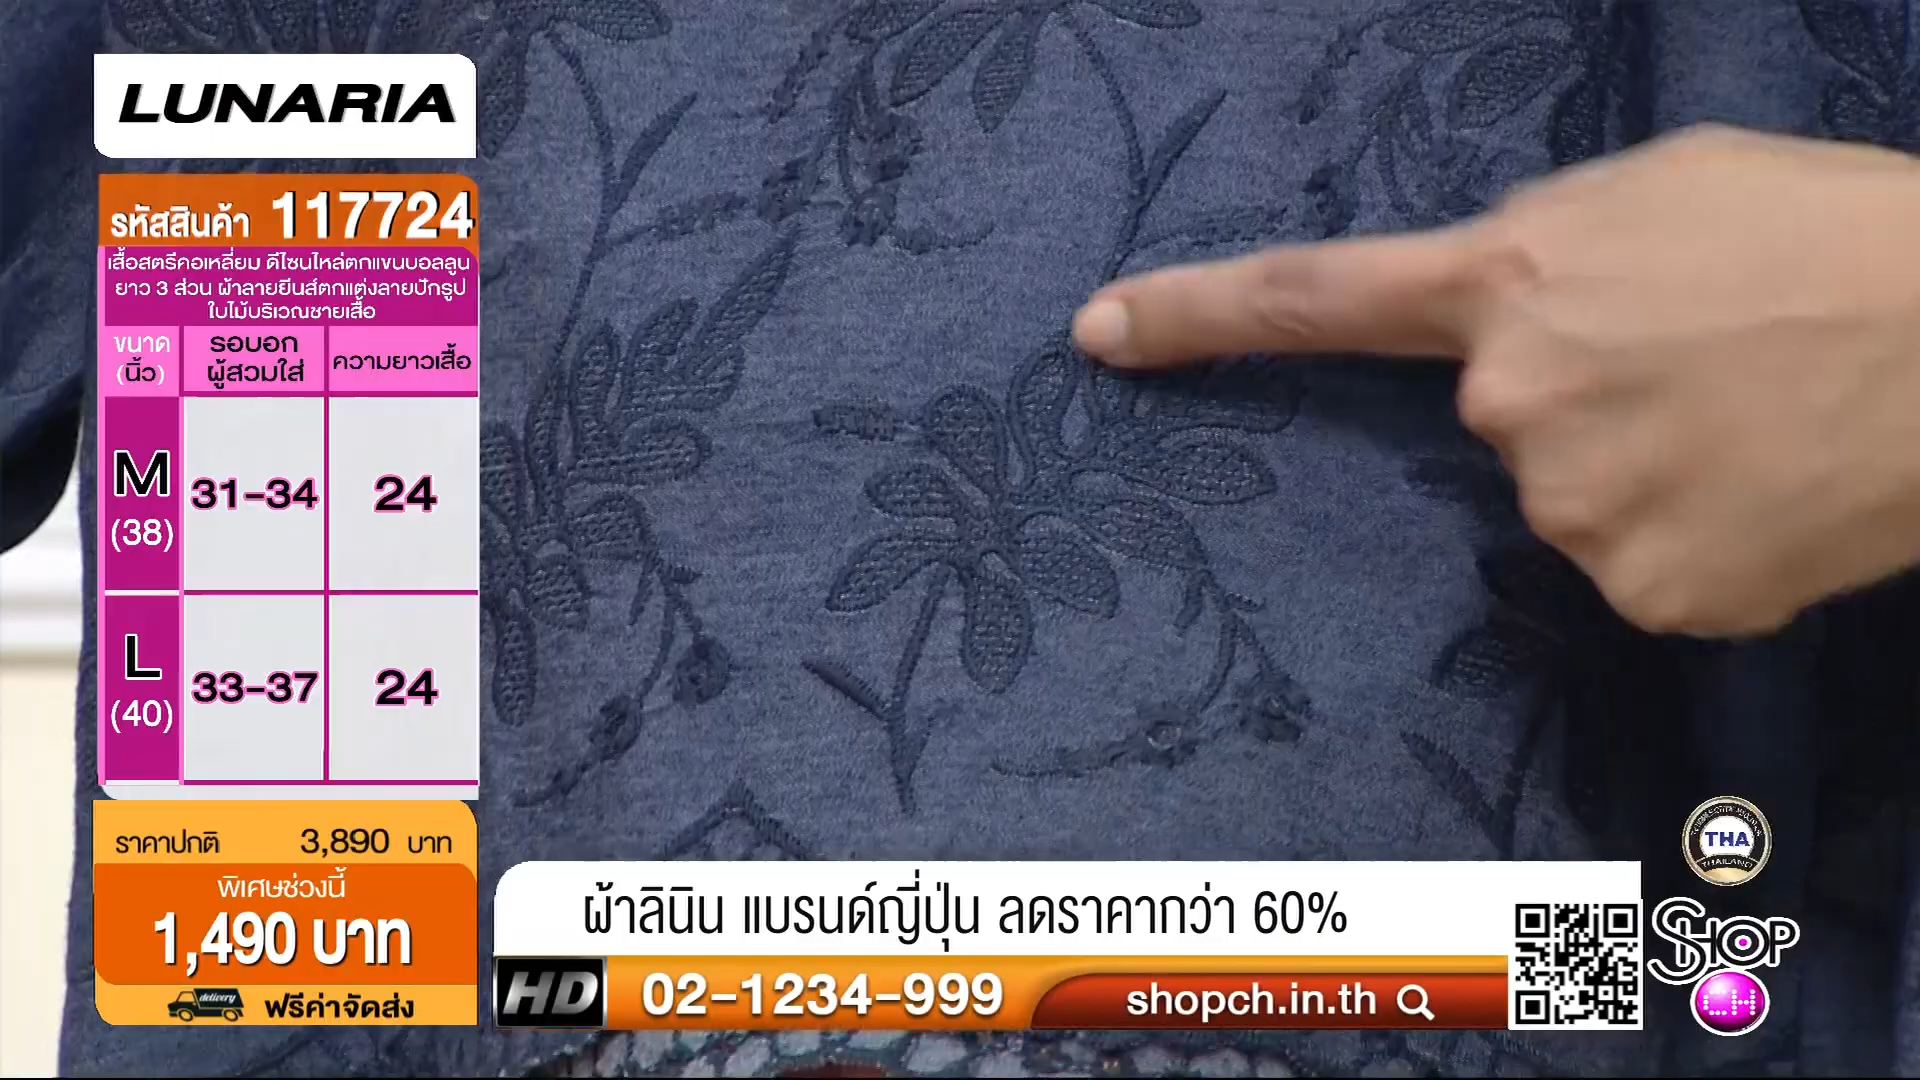 LUNARIA
รหัสสินค้า 117724
เสื้อสตรีคอเหลี่ยม ดีไซน์ไหล่ตกแขนบอลลูน
ยาว 3 ส่วน ผ้าลายยีนส์ตกแต่งลายปักรูป
ใบไม้บริเวณชายเสื้อ
ขนาด (นิ้ว) รอบอก ผู้สวมใส่ ความยาวเสื้อ
M (38) 31-34 24
L (40) 33-37 24
ราคาปกติ 3,890 บาท
พิเศษช่วงนี้
1,490 บาท
delivery ฟรีค่าจัดส่ง
ผ้าลินิน แบรนด์ญี่ปุ่น ลดราคากว่า 60%
HD 02-1234-999 shopch.in.th
THA
THAILAND
SHOP
CH